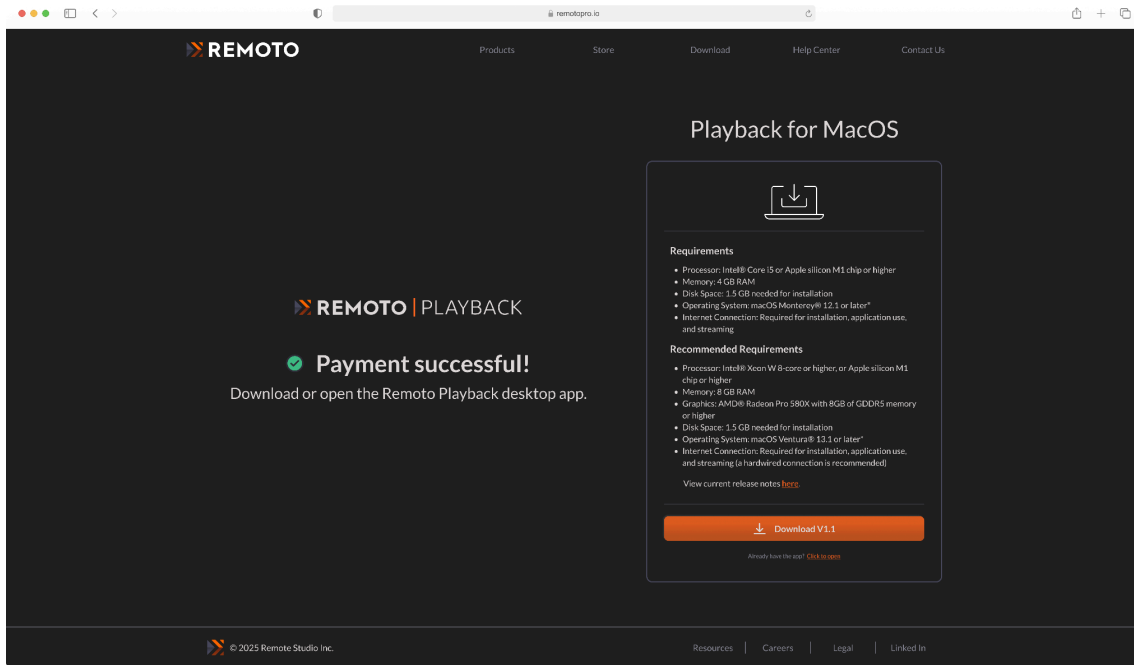 remotopro.io
REMOTO
Products
Store
Download
Help Center
Contact Us
REMOTO | PLAYBACK
Payment successful!
Download or open the Remoto Playback desktop app.
Playback for MacOS
Requirements
• Processor: Intel® Core i5 or Apple silicon M1 chip or higher
• Memory: 4 GB RAM
• Disk Space: 1.5 GB needed for installation
• Operating System: macOS Monterey® 12.1 or later*
• Internet Connection: Required for installation, application use,
and streaming
Recommended Requirements
• Processor: Intel® Xeon W 8-core or higher, or Apple silicon M1
chip or higher
• Memory: 8 GB RAM
• Graphics: AMD® Radeon Pro 580X with 8GB of GDDR5 memory
or higher
• Disk Space: 1.5 GB needed for installation
• Operating System: macOS Ventura® 13.1 or later*
• Internet Connection: Required for installation, application use,
and streaming (a hardwired connection is recommended)
View current release notes here.
Download V1.1
Already have the app? Click to open
© 2025 Remote Studio Inc.
Resources
Careers
Legal
Linked In